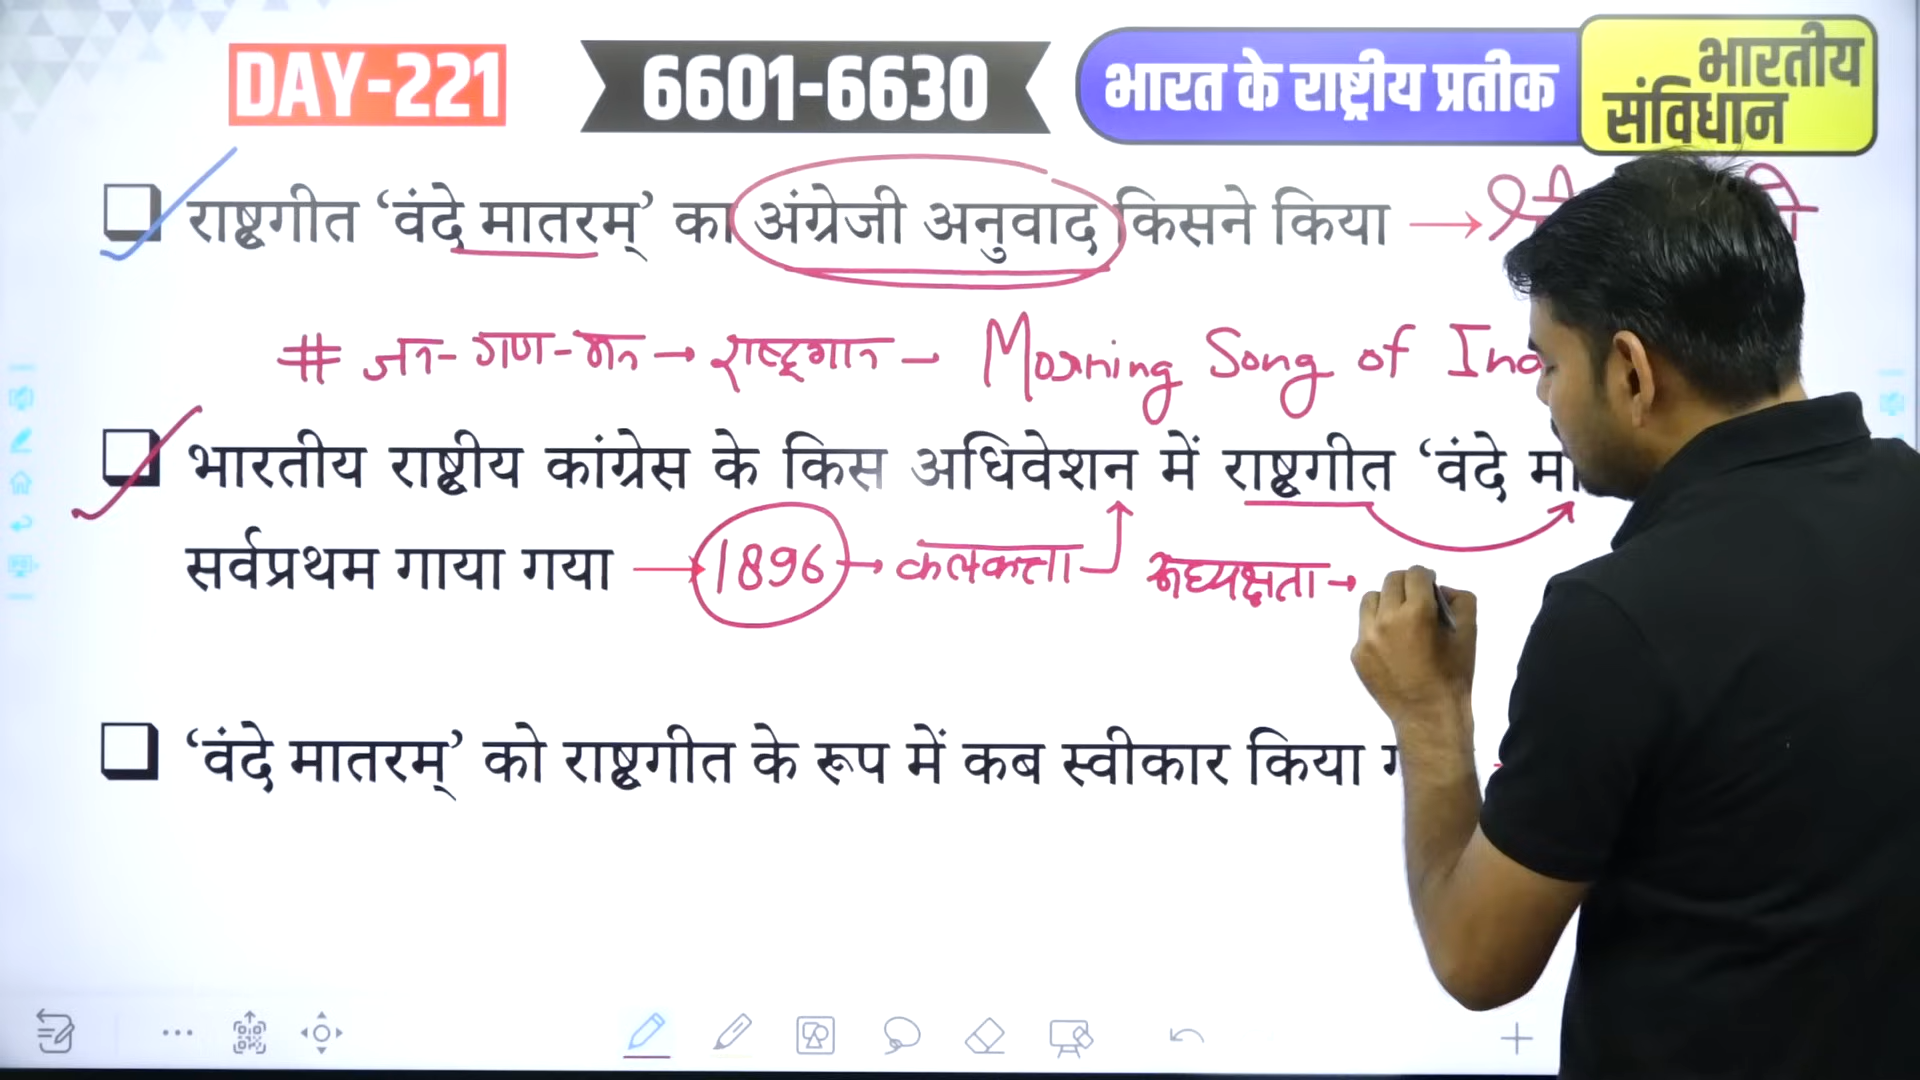 DAY-221
6601-6630
भारत के राष्ट्रीय प्रतीक
भारतीय
संविधान
राष्ट्रगीत ‘वंदे मातरम्’ का अंग्रेजी अनुवाद किसने किया →
# जन-गण-मन → राष्ट्रगान → Morning Song of
भारतीय राष्ट्रीय कांग्रेस के किस अधिवेशन में राष्ट्रगीत ‘वंदे
सर्वप्रथम गाया गया → 1896 → कलकत्ता अध्यक्षता →
‘वंदे मातरम्’ को राष्ट्रगीत के रूप में कब स्वीकार किया